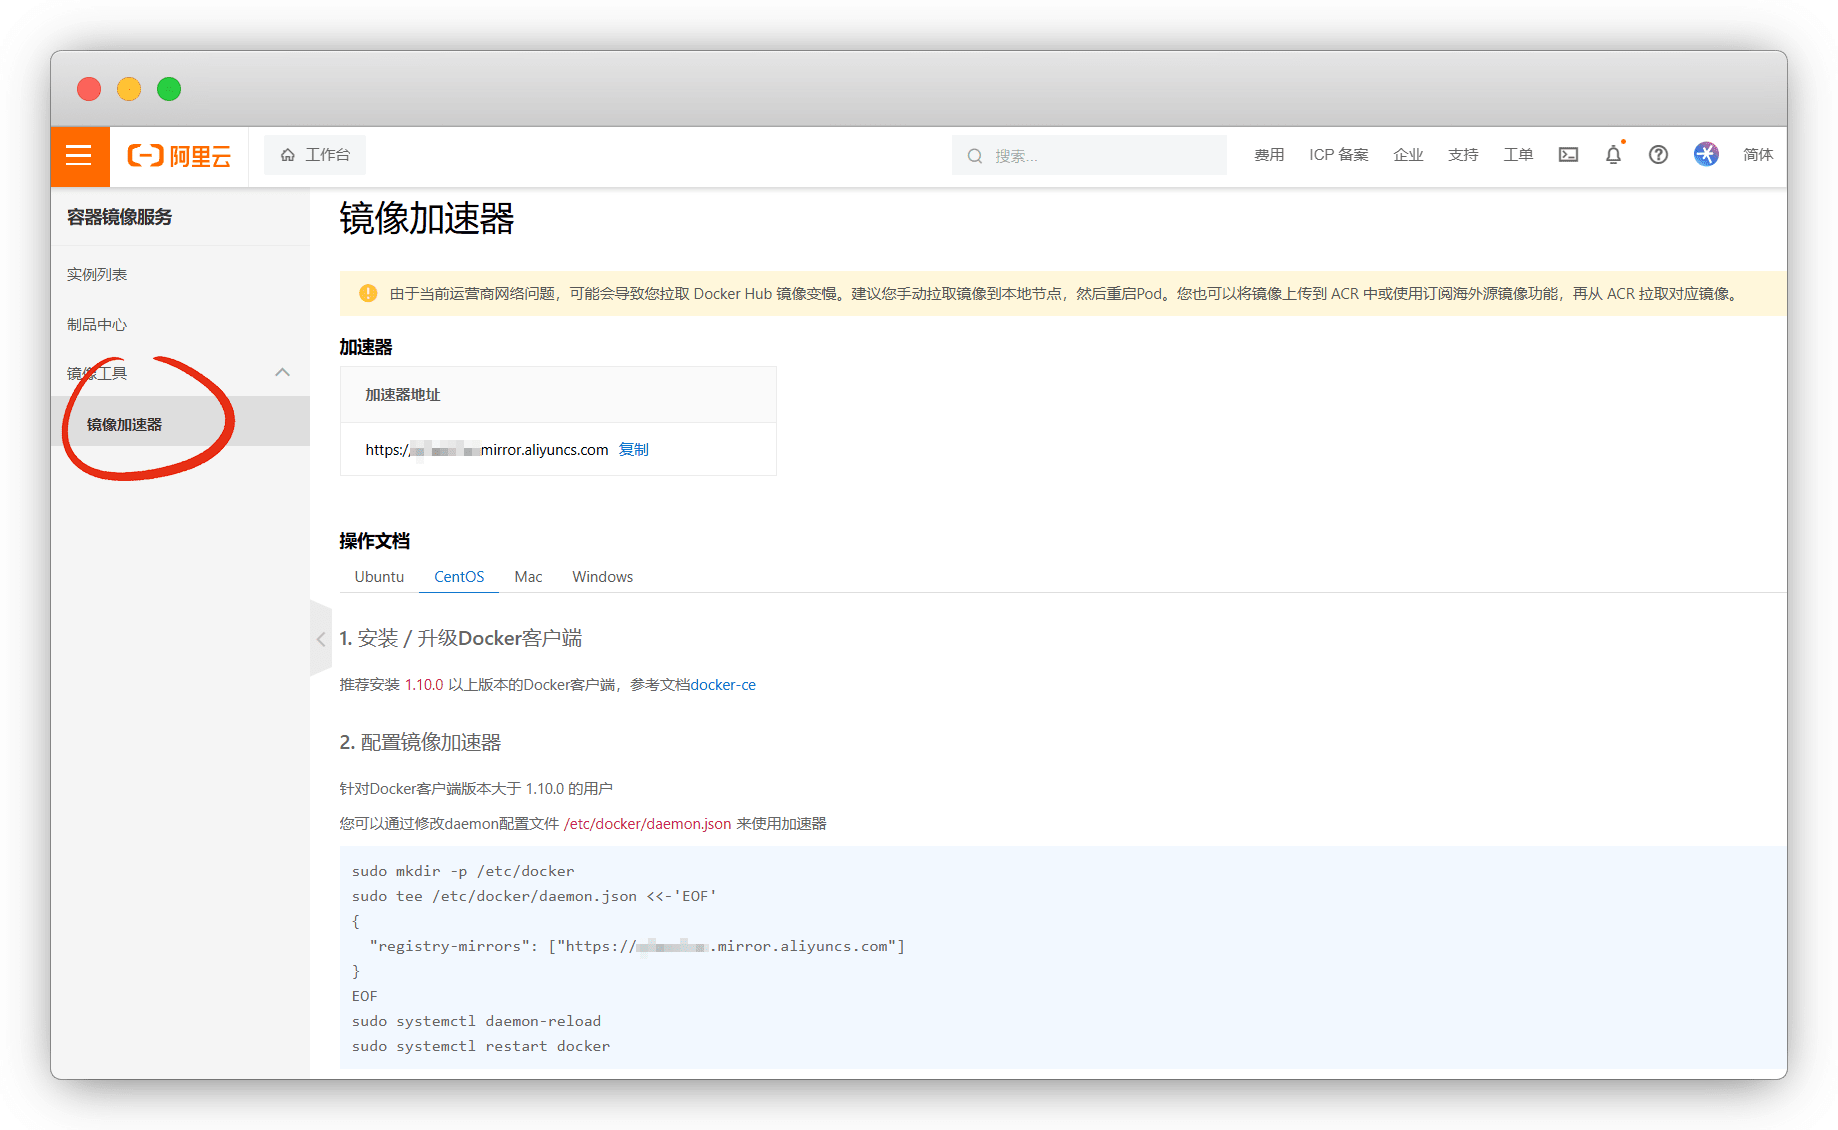 阿里云
工作台
搜索...
费用
ICP 备案
企业
支持
工单
简体
容器镜像服务
实例列表
制品中心
镜像工具
镜像加速器
镜像加速器
由于当前运营商网络问题，可能会导致您拉取 Docker Hub 镜像变慢。建议您手动拉取镜像到本地节点，然后重启Pod。您也可以将镜像上传到 ACR 中或使用订阅海外源镜像功能，再从 ACR 拉取对应镜像。
加速器
加速器地址
https://mirror.aliyuncs.com 复制
操作文档
Ubuntu CentOS Mac Windows
1. 安装 / 升级Docker客户端
推荐安装 1.10.0 以上版本的Docker客户端，参考文档docker-ce
2. 配置镜像加速器
针对Docker客户端版本大于 1.10.0 的用户
您可以通过修改daemon配置文件 /etc/docker/daemon.json 来使用加速器
sudo mkdir -p /etc/docker
sudo tee /etc/docker/daemon.json <<-'EOF'
{
"registry-mirrors": ["https://.mirror.aliyuncs.com"]
}
EOF
sudo systemctl daemon-reload
sudo systemctl restart docker